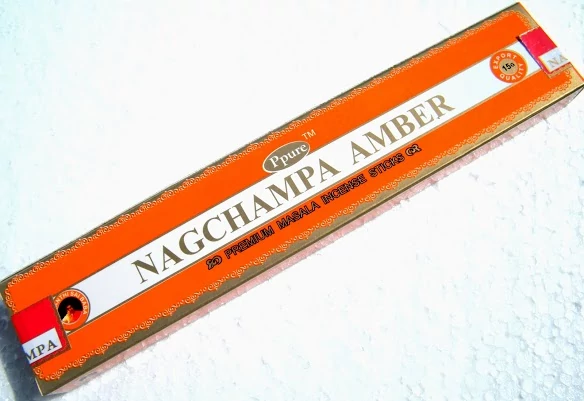 EXPORT
15g
QUALITY
NA
Ppure™
NAGCHAMPA AMBER
PREMIUM MASALA INCENSE STICKS
MPA